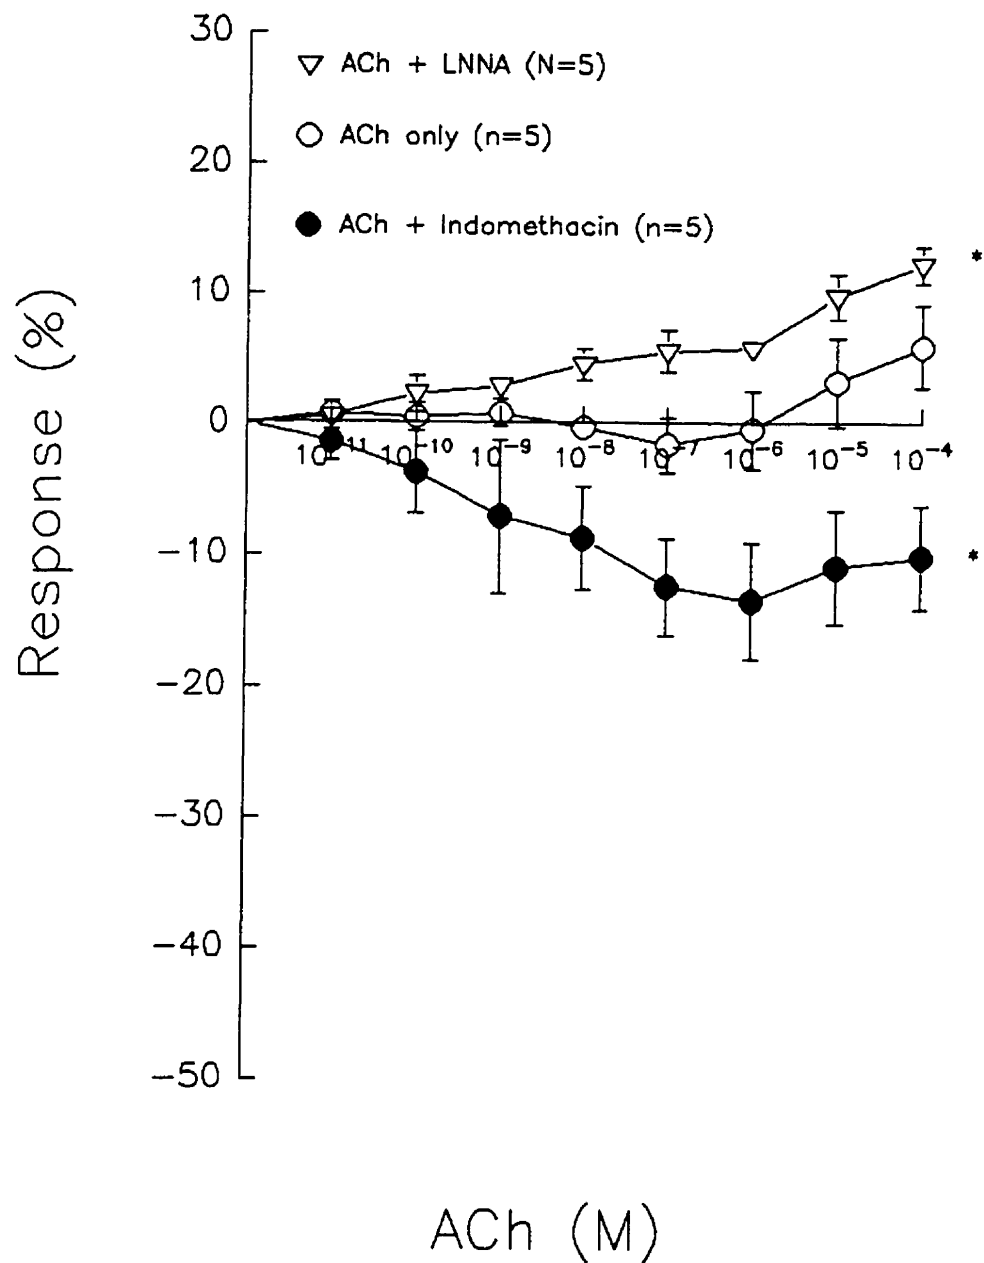 30
ACh + LNNA (N=5)
ACh only (n=5)
20
ACh + Indomethacin (n=5)
*
10
Response (%)
0
10⁻¹¹ 10⁻¹⁰ 10⁻⁹ 10⁻⁸ 10⁻⁷ 10⁻⁶ 10⁻⁵ 10⁻⁴
-10
*
-20
-30
-40
-50
ACh (M)